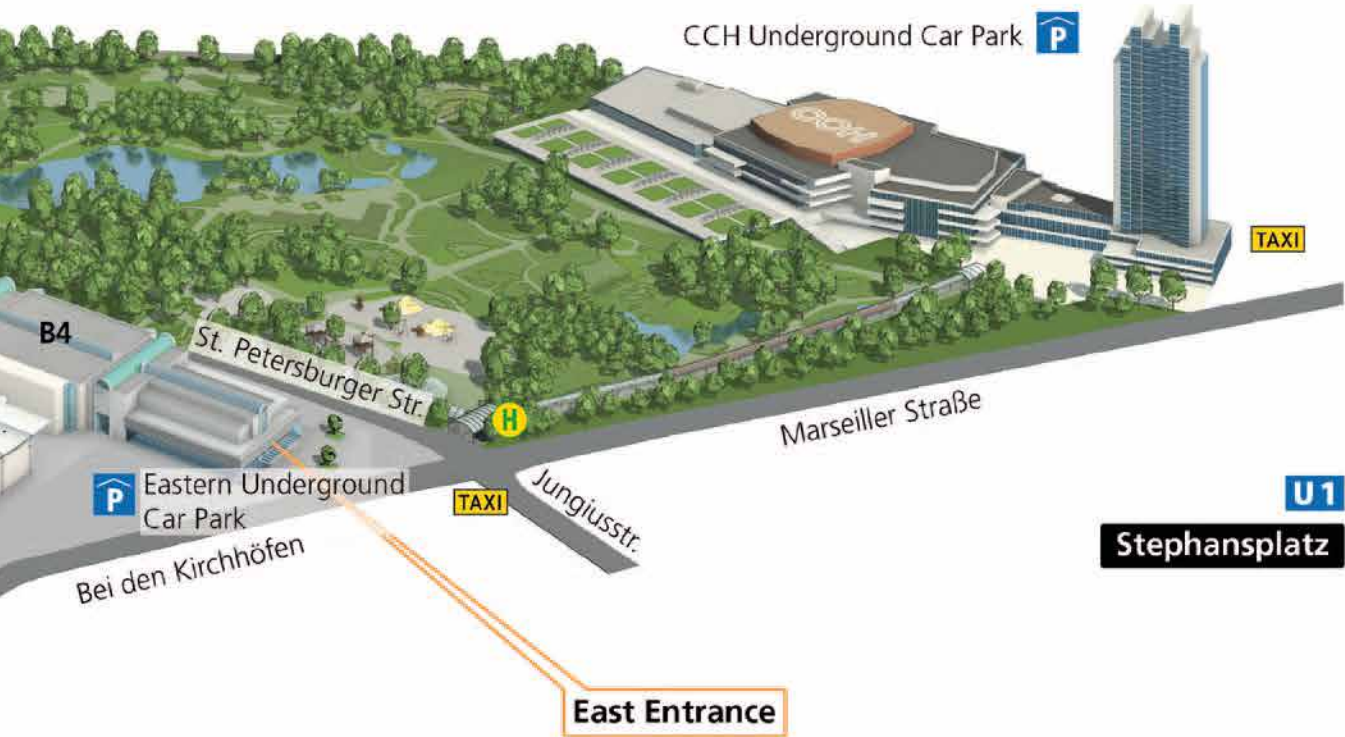 CCH Underground Car Park P
CCH
TAXI
B4
St. Petersburger Str.
H
Marseiller Straße
P Eastern Underground
Car Park
TAXI
Jungiusstr.
U1
Stephansplatz
Bei den Kirchhöfen
East Entrance